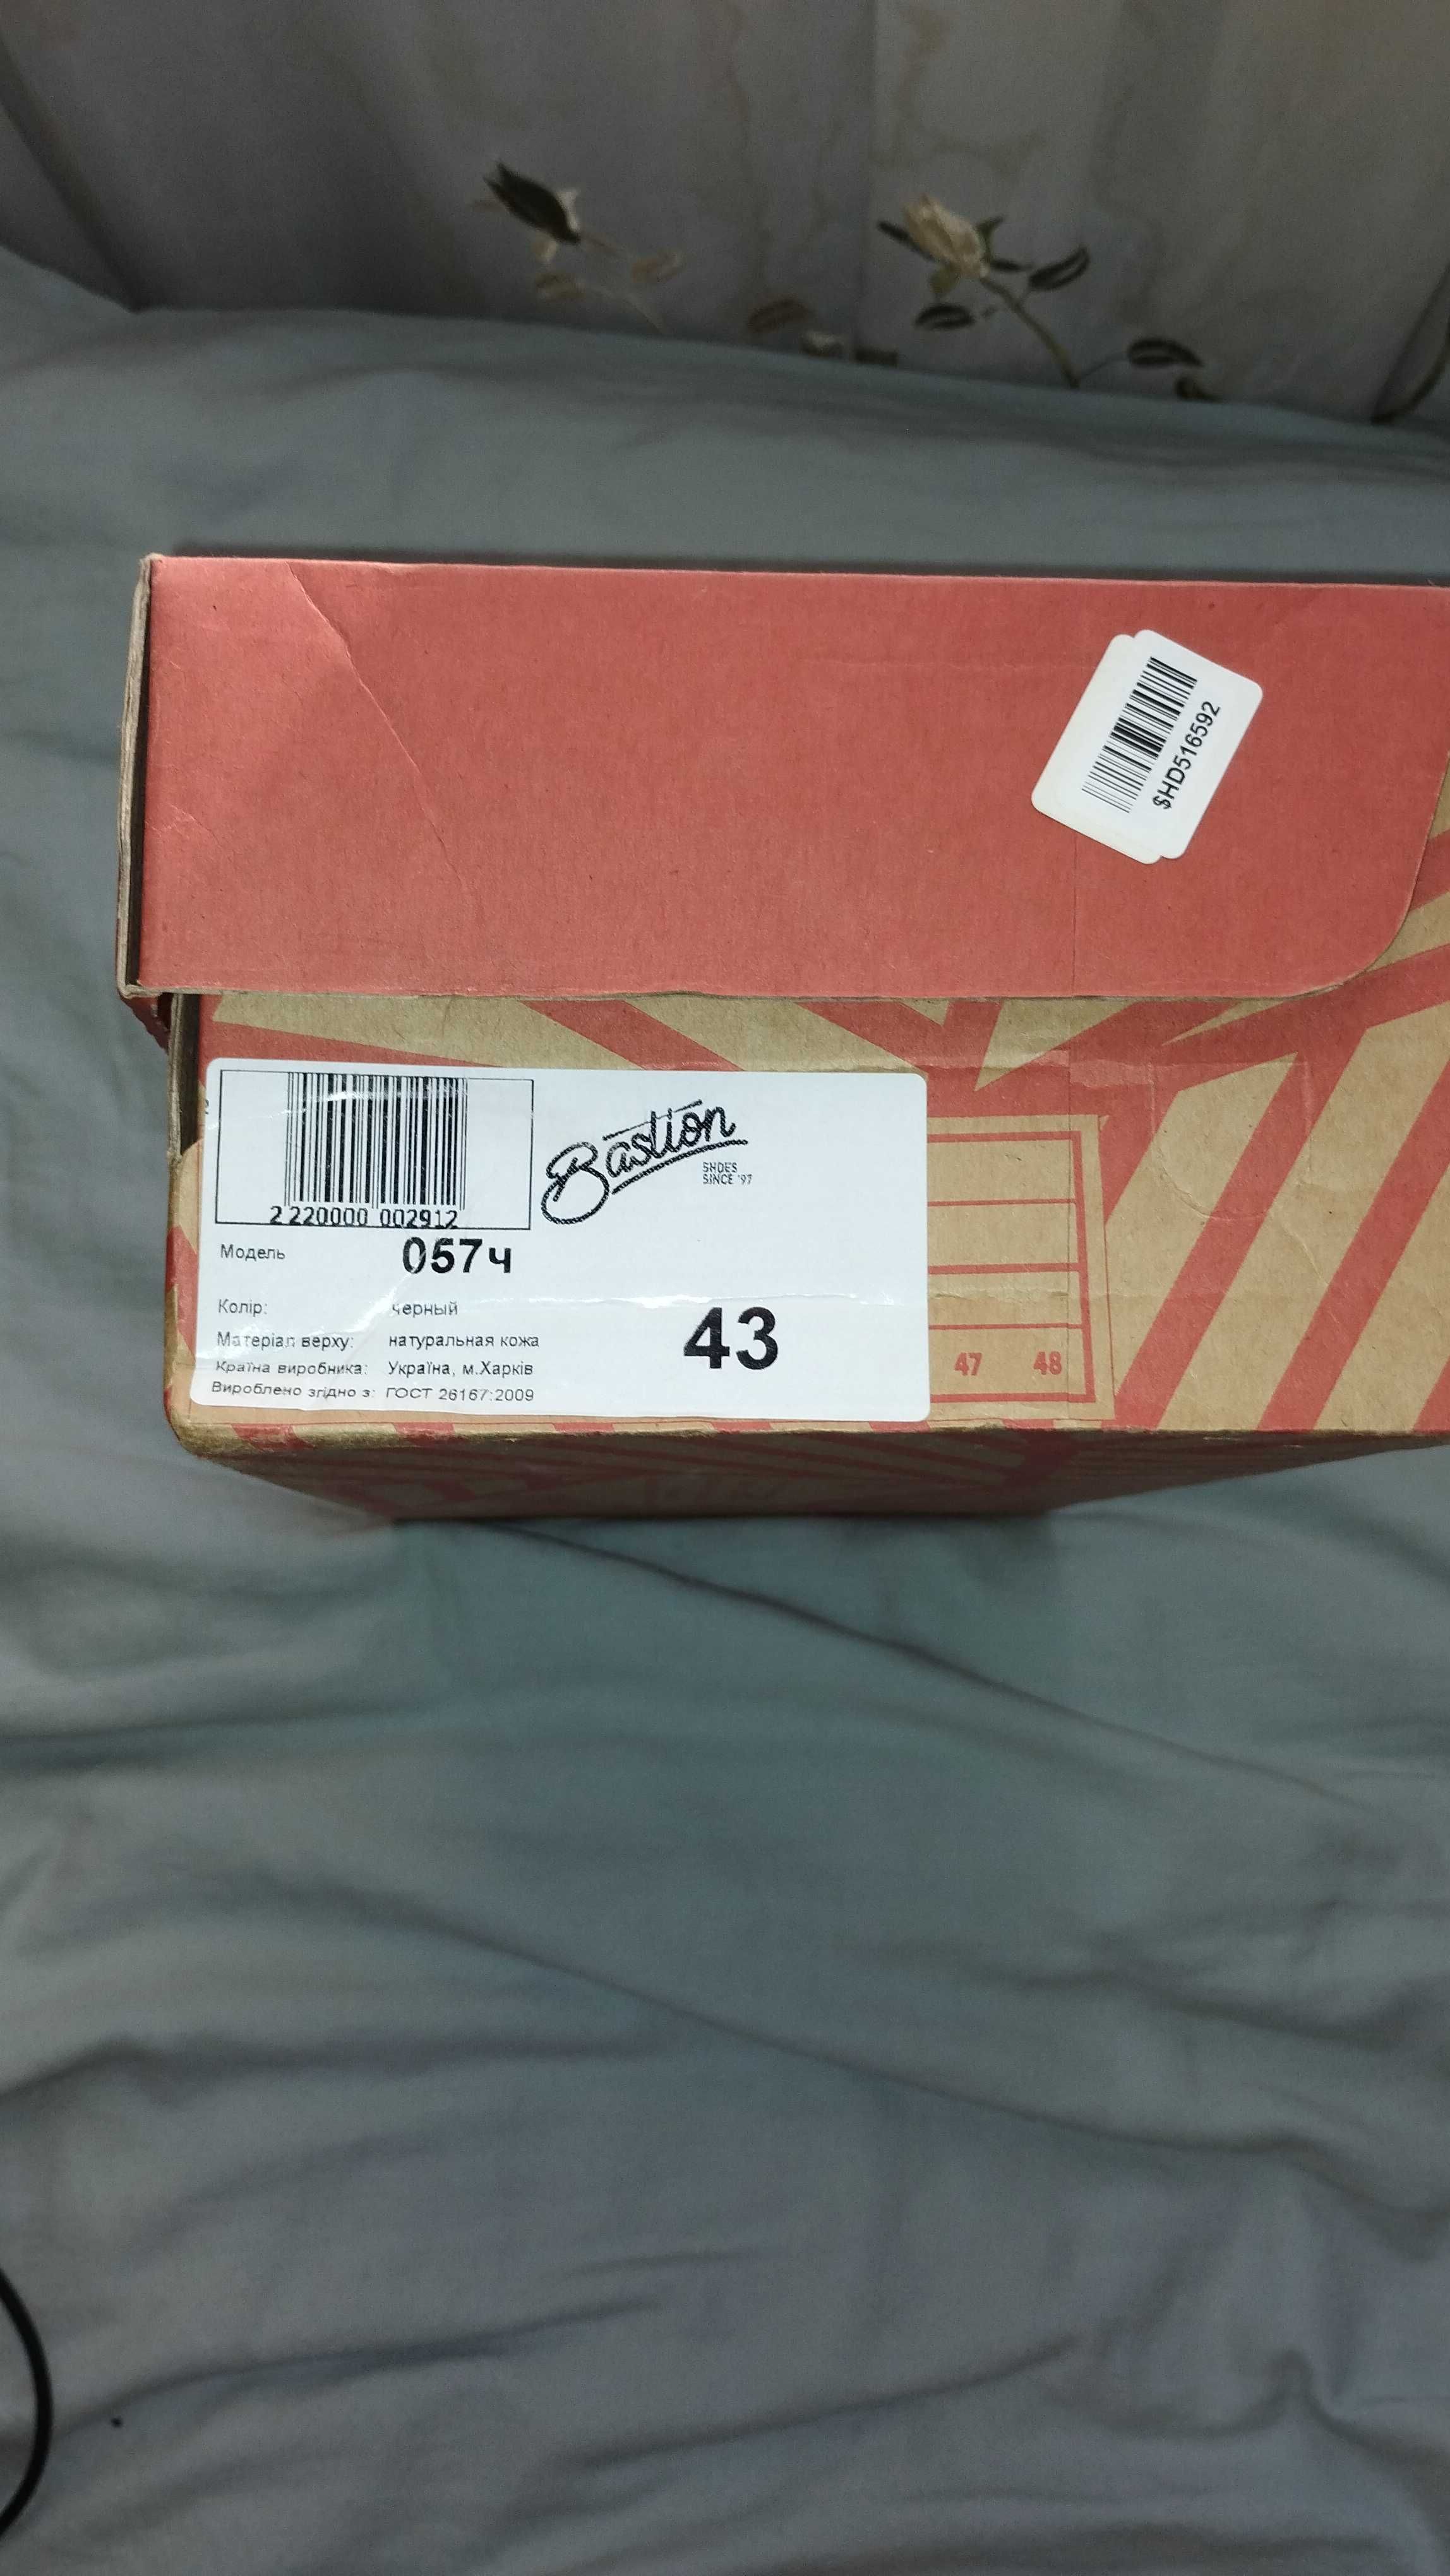 $HD516592
Bastion
SHOES
SINCE '97
2 220000 002912
Модель 057ч
Колір: черный
43
Матеріал верху: натуральная кожа
Країна виробника: Україна, м.Харків
Вироблено згідно з: ГОСТ 26167:2009
47 48